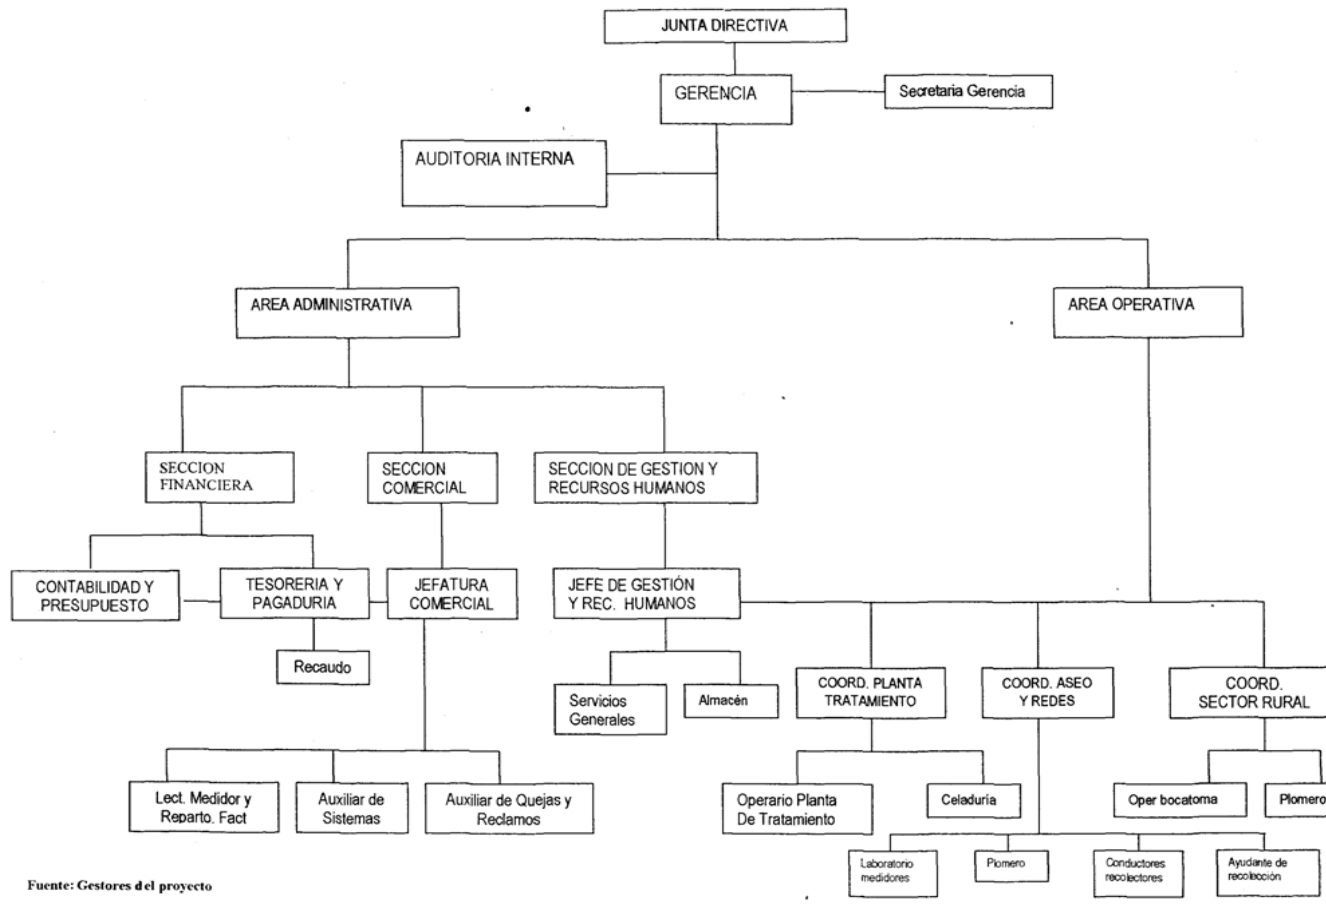 JUNTA DIRECTIVA
GERENCIA
Secretaria Gerencia
AUDITORIA INTERNA
AREA ADMINISTRATIVA
AREA OPERATIVA
SECCION
FINANCIERA
SECCION
COMERCIAL
SECCION DE GESTION Y
RECURSOS HUMANOS
CONTABILIDAD Y
PRESUPUESTO
TESORERIA Y
PAGADURIA
JEFATURA
COMERCIAL
JEFE DE GESTIÓN
Y REC. HUMANOS
Recaudo
Servicios
Generales
Almacén
COORD. PLANTA
TRATAMIENTO
COORD. ASEO
Y REDES
COORD.
SECTOR RURAL
Lect. Medidor y
Reparto. Fact
Auxiliar de
Sistemas
Auxiliar de Quejas y
Reclamos
Operario Planta
De Tratamiento
Celaduría
Oper bocatoma
Plomero
Laboratorio
medidores
Plomero
Conductores
recolectores
Ayudante de
recolección
Fuente: Gestores del proyecto